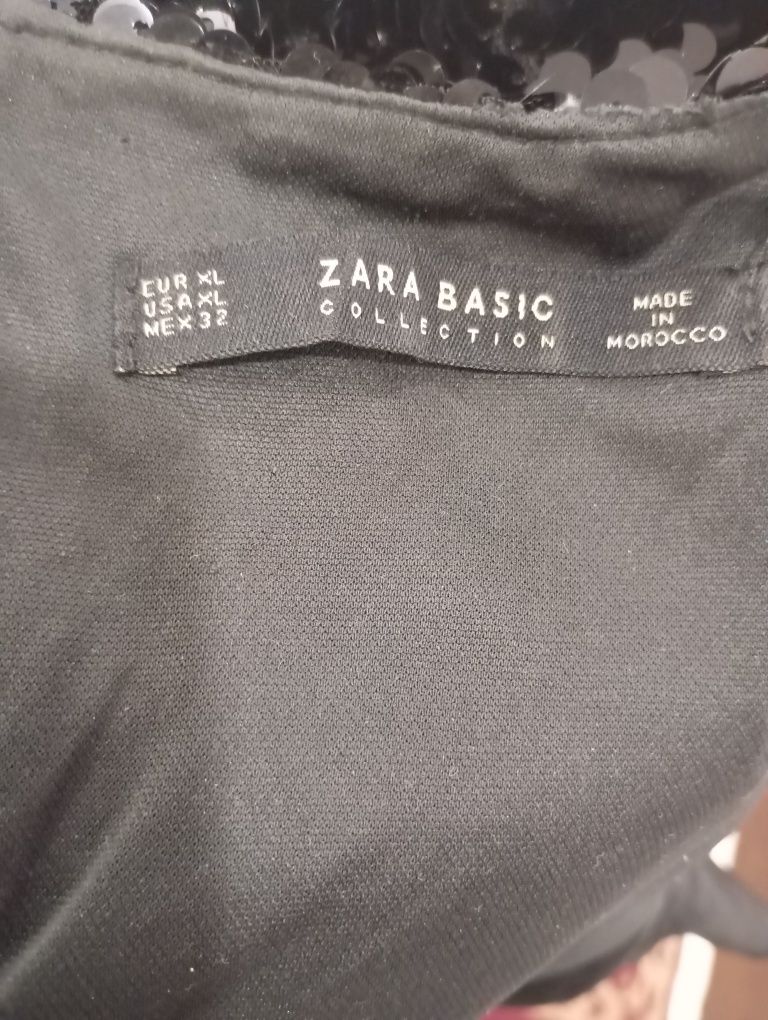 EUR XL
USA XL
MEX 32
ZARA BASIC
COLLECTION
MADE
IN
MOROCCO